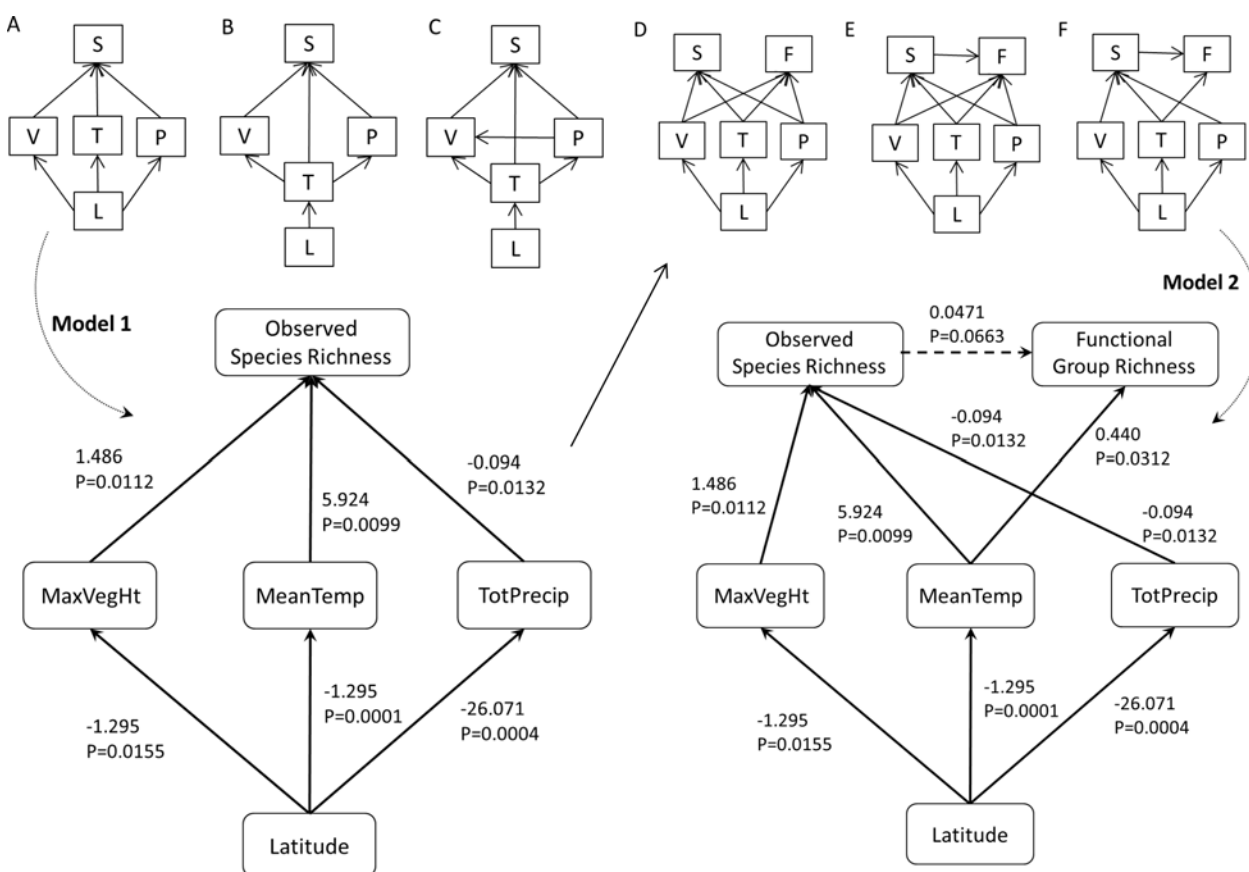 A
B
C
D
E
F
S
V
T
P
L
S
V
P
T
L
S
V
P
T
L
S
F
V
T
P
L
S
F
V
T
P
L
S
F
V
T
P
L
Model 1
Observed
Species Richness
1.486
P=0.0112
5.924
P=0.0099
-0.094
P=0.0132
MaxVegHt
MeanTemp
TotPrecip
-1.295
P=0.0155
-1.295
P=0.0001
-26.071
P=0.0004
Latitude
Model 2
0.0471
P=0.0663
Observed
Species Richness
Functional
Group Richness
1.486
P=0.0112
5.924
P=0.0099
-0.094
P=0.0132
0.440
P=0.0312
-0.094
P=0.0132
MaxVegHt
MeanTemp
TotPrecip
-1.295
P=0.0155
-1.295
P=0.0001
-26.071
P=0.0004
Latitude